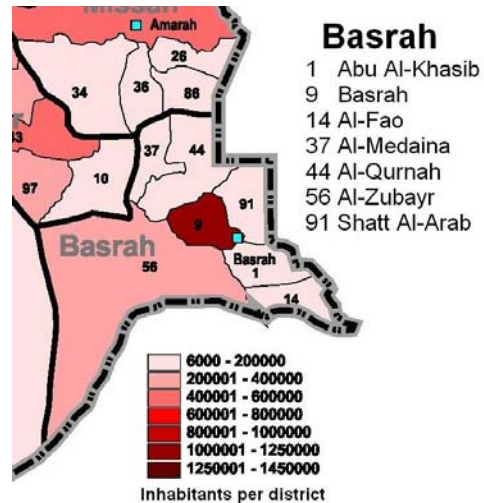 Missan
Amarah
26
34
36
86
37
44
97
10
91
9
Basrah
Basrah
56
1
14
Basrah
1 Abu Al-Khasib
9 Basrah
14 Al-Fao
37 Al-Medaina
44 Al-Qurnah
56 Al-Zubayr
91 Shatt Al-Arab
6000 - 200000
200001 - 400000
400001 - 600000
600001 - 800000
800001 - 1000000
1000001 - 1250000
1250001 - 1450000
Inhabitants per district